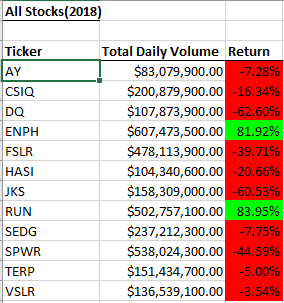 All Stocks(2018)
Ticker Total Daily Volume Return
AY $83,079,900.00 -7.28%
CSIQ $200,879,900.00 -16.34%
DQ $107,873,900.00 -62.60%
ENPH $607,473,500.00 81.92%
FSLR $478,113,900.00 -39.71%
HASI $104,340,600.00 -20.66%
JKS $158,309,000.00 -60.53%
RUN $502,757,100.00 83.95%
SEDG $237,212,300.00 -7.75%
SPWR $538,024,300.00 -44.59%
TERP $151,434,700.00 -5.00%
VSLR $136,539,100.00 -3.54%